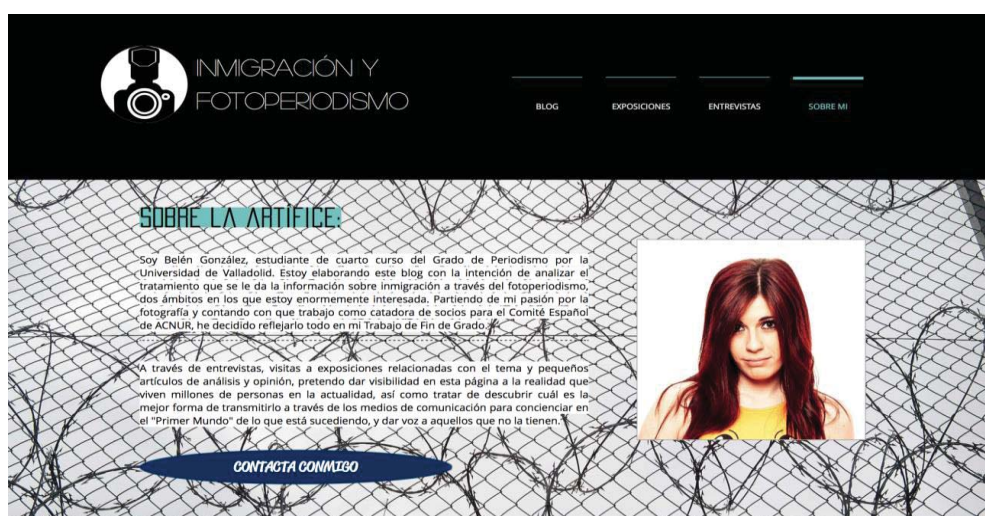 INMIGRACIÓN Y
FOTOPERIODISMO
BLOG
EXPOSICIONES
ENTREVISTAS
SOBRE MI
SOBRE LA ARTÍFICE:
Soy Belén González, estudiante de cuarto curso del Grado de Periodismo por la
Universidad de Valladolid. Estoy elaborando este blog con la intención de analizar el
tratamiento que se le da la información sobre inmigración a través del fotoperiodismo,
dos ámbitos en los que estoy enormemente interesada. Partiendo de mi pasión por la
fotografía y contando con que trabajo como catadora de socios para el Comité Español
de ACNUR, he decidido reflejarlo todo en mi Trabajo de Fin de Grado.
A través de entrevistas, visitas a exposiciones relacionadas con el tema y pequeños
artículos de análisis y opinión, pretendo dar visibilidad en esta página a la realidad que
viven millones de personas en la actualidad, así como tratar de descubrir cuál es la
mejor forma de transmitirlo a través de los medios de comunicación para concienciar en
el "Primer Mundo" de lo que está sucediendo, y dar voz a aquellos que no la tienen.
CONTACTA CONMIGO